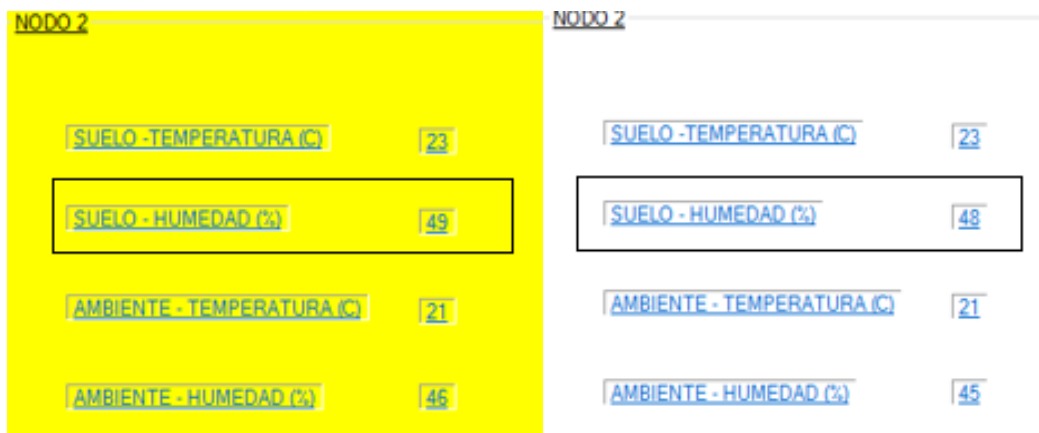 NODO 2
SUELO -TEMPERATURA (C) 23
SUELO - HUMEDAD (%) 49
AMBIENTE - TEMPERATURA (C) 21
AMBIENTE - HUMEDAD (%) 46
NODO 2
SUELO -TEMPERATURA (C) 23
SUELO - HUMEDAD (%) 48
AMBIENTE - TEMPERATURA (C) 21
AMBIENTE - HUMEDAD (%) 45